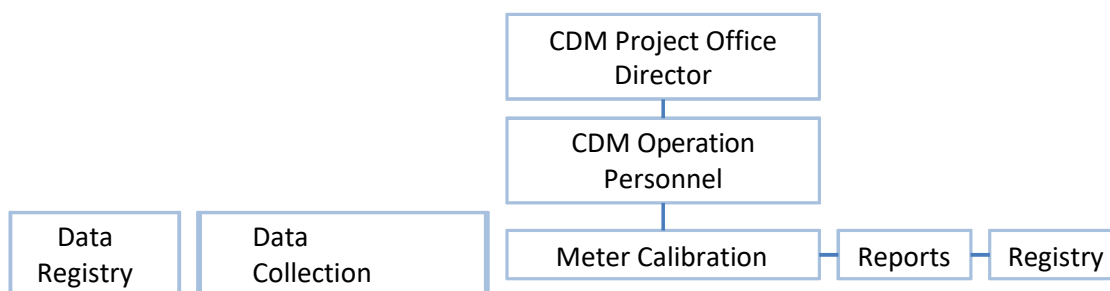 CDM Project Office
Director
CDM Operation
Personnel
Data
Registry
Data
Collection
Meter Calibration
Reports
Registry